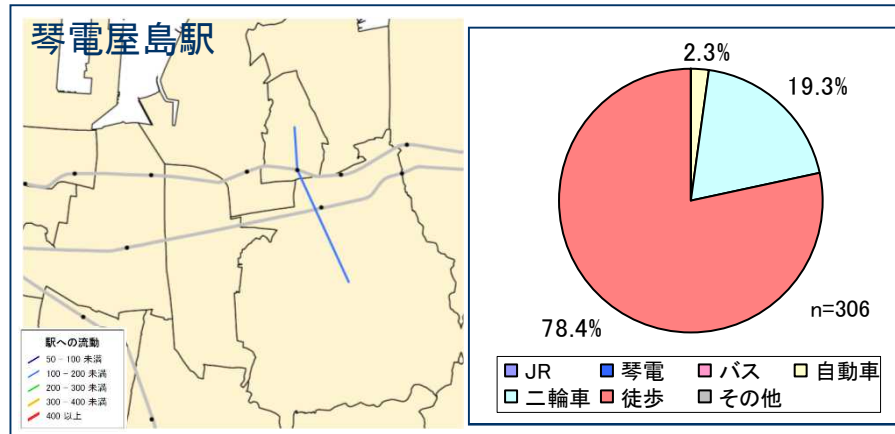 琴電屋島駅
駅への流動
50 - 100 未満
100 - 200 未満
200 - 300 未満
300 - 400 未満
400 以上
2.3%
19.3%
78.4%
n=306
JR 琴電 バス 自動車
二輪車 徒歩 その他